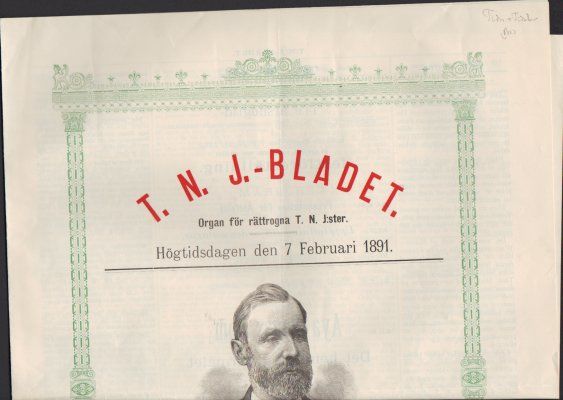 T. N. J.-BLADET.
Organ för rättrogna T. N. J:ster.
Högtidsdagen den 7 Februari 1891.